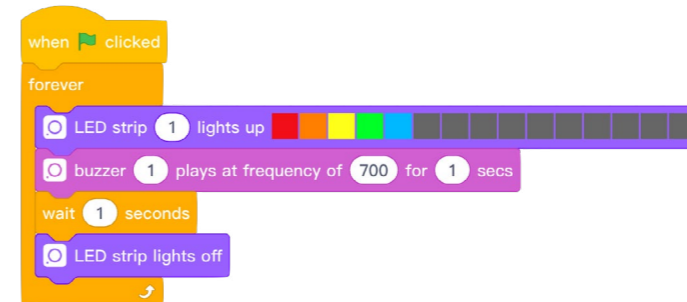 when clicked
forever
LED strip 1 lights up
buzzer 1 plays at frequency of 700 for 1 secs
wait 1 seconds
LED strip lights off